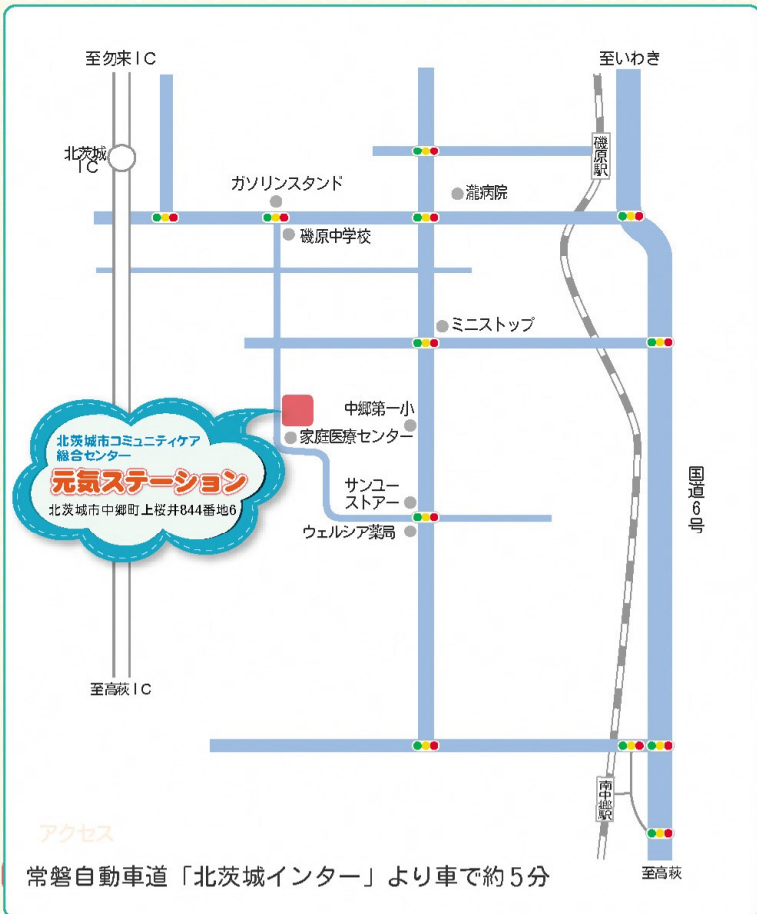 至勿来IC
至いわき
北茨城
IC
磯原駅
ガソリンスタンド
瀧病院
磯原中学校
ミニストップ
中郷第一小
家庭医療センター
北茨城市コミュニティケア
総合センター
元気ステーション
北茨城市中郷町上桜井844番地6
サンユー
ストアー
ウェルシア薬局
国道6号
至高萩IC
南中郷駅
至高萩
アクセス
常磐自動車道「北茨城インター」より車で約5分